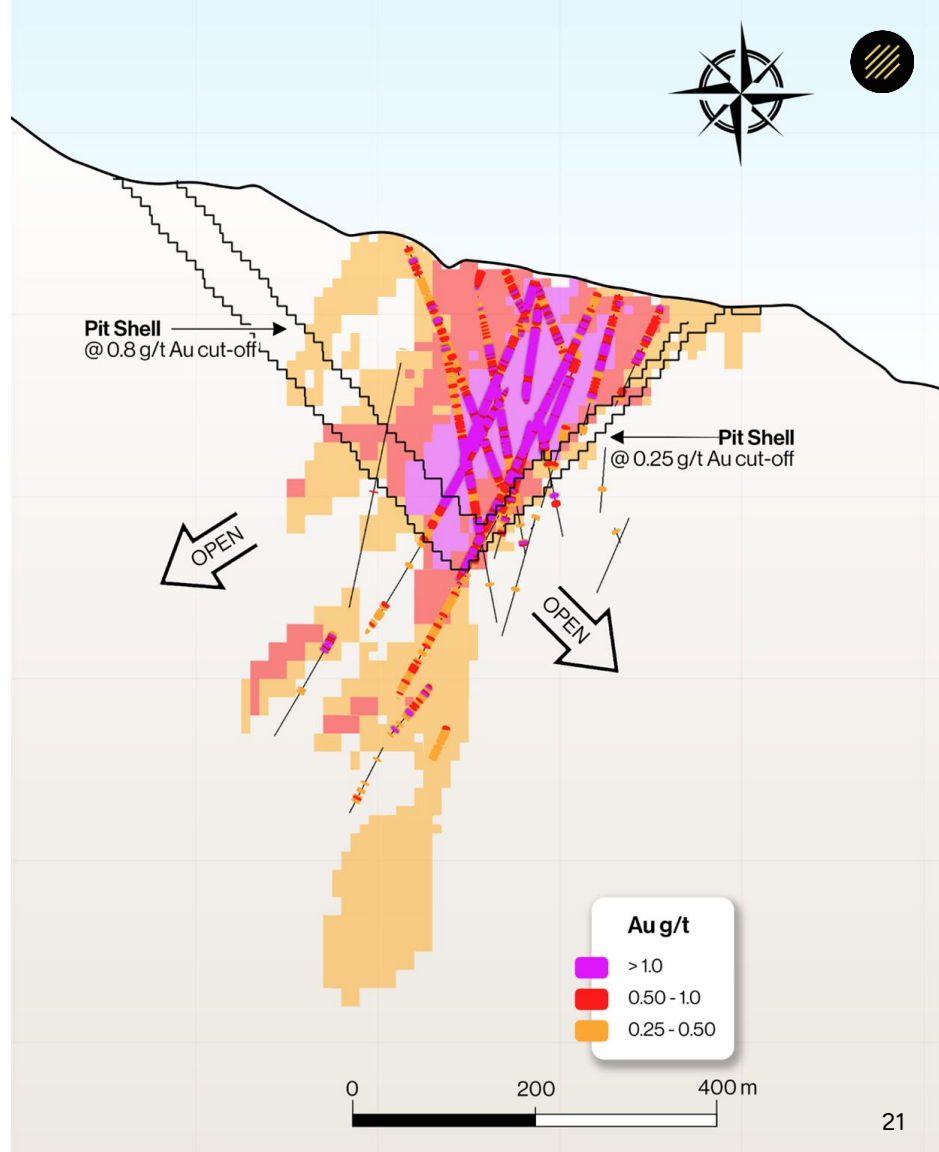 Pit Shell
@ 0.8 g/t Au cut-off
Pit Shell
@ 0.25 g/t Au cut-off
OPEN
OPEN
Au g/t
> 1.0
0.50 - 1.0
0.25 - 0.50
0 200 400 m
21